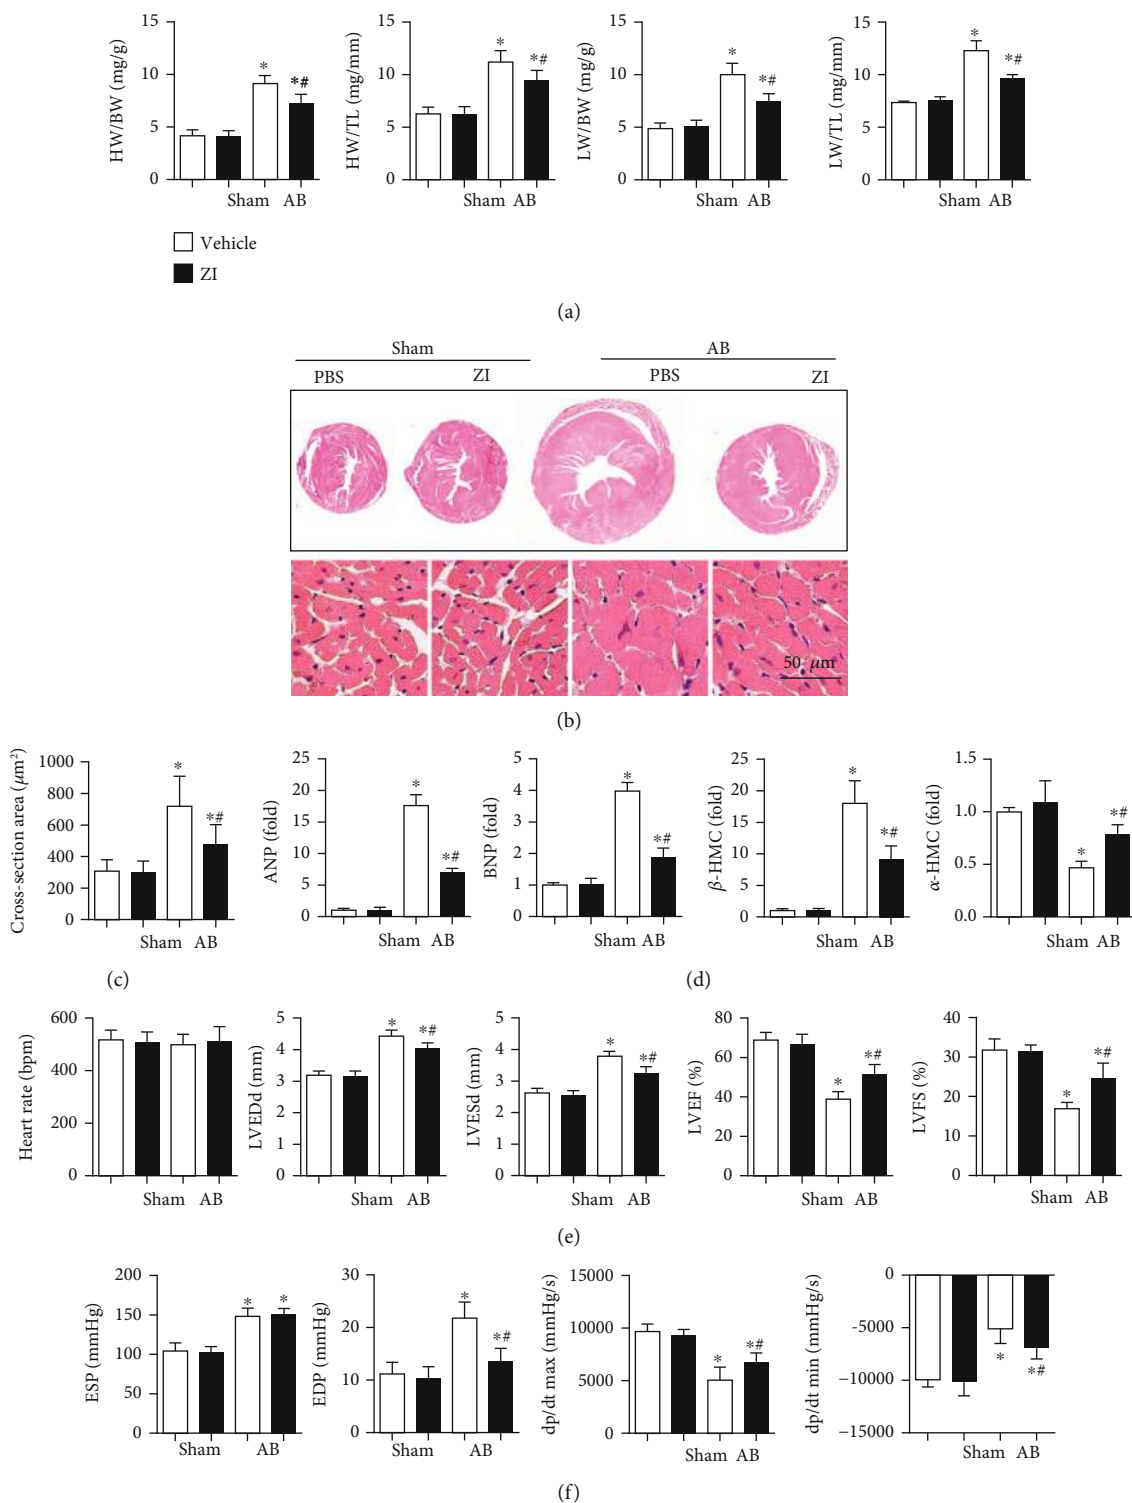 HW/BW (mg/g)
15
10
5
0
*
*#
Sham AB
HW/TL (mg/mm)
15
10
5
0
*
*#
Sham AB
LW/BW (mg/g)
15
10
5
0
*
*#
Sham AB
LW/TL (mg/mm)
15
10
5
0
*
*#
Sham AB
Vehicle
ZI
(a)
Sham AB
PBS ZI PBS ZI
50 μm
(b)
Cross-section area (μm²)
1000
800
600
400
200
0
*
*#
Sham AB
(c)
ANP (fold)
25
20
15
10
5
0
*
*#
Sham AB
BNP (fold)
5
4
3
2
1
0
*
*#
Sham AB
β-HMC (fold)
25
20
15
10
5
0
*
*#
Sham AB
α-HMC (fold)
1.5
1.0
0.5
0.0
*
*#
Sham AB
(d)
Heart rate (bpm)
600
400
200
0
Sham AB
LVEDd (mm)
5
4
3
2
1
0
*
*#
Sham AB
LVESd (mm)
5
4
3
2
1
0
*
*#
Sham AB
LVEF (%)
80
60
40
20
0
*
*#
Sham AB
LVFS (%)
40
30
20
10
0
*
*#
Sham AB
(e)
ESP (mmHg)
200
150
100
50
0
*
*
Sham AB
EDP (mmHg)
30
20
10
0
*
*#
Sham AB
dp/dt max (mmHg/s)
15000
10000
5000
0
*
*#
Sham AB
dp/dt min (mmHg/s)
0
−5000
−10000
−15000
*
*#
Sham AB
(f)